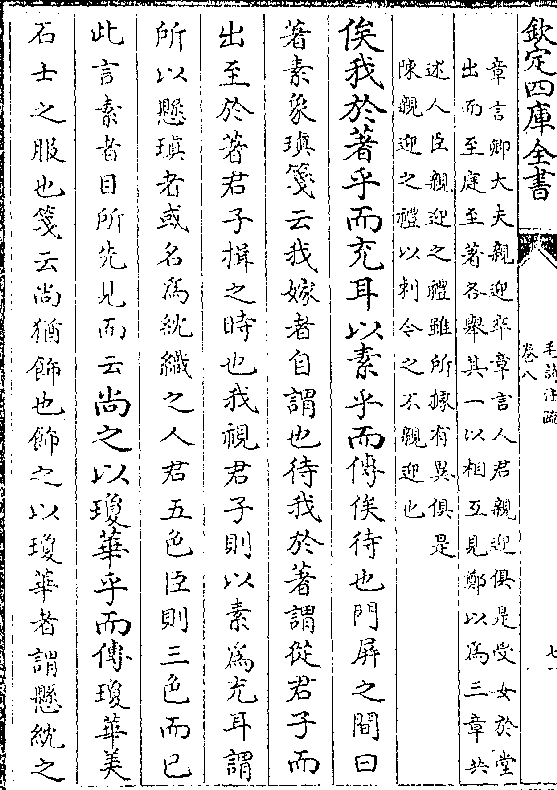 欽定四庫全書
毛詩注疏
卷八
七
章言卿大夫親迎卒章言人君親迎俱是受女於堂
出而至庭至著各舉其一以相互見鄭以為三章共
述人臣親迎之禮雖所據有異俱是
陳親迎之禮以刺今之不親迎也
俟我於著乎而充耳以素乎而傳俟待也門屏之間曰
著素象瑱箋云我嫁者自謂也待我於著謂從君子而
出至於著君子揖之時也我視君子則以素為充耳謂
所以懸瑱者或名為紞織之人君五色臣則三色而已
此言素者目所先見而云尚之以瓊華乎而傳瓊華美
石士之服也箋云尚猶飾也飾之以瓊華者謂懸紞之